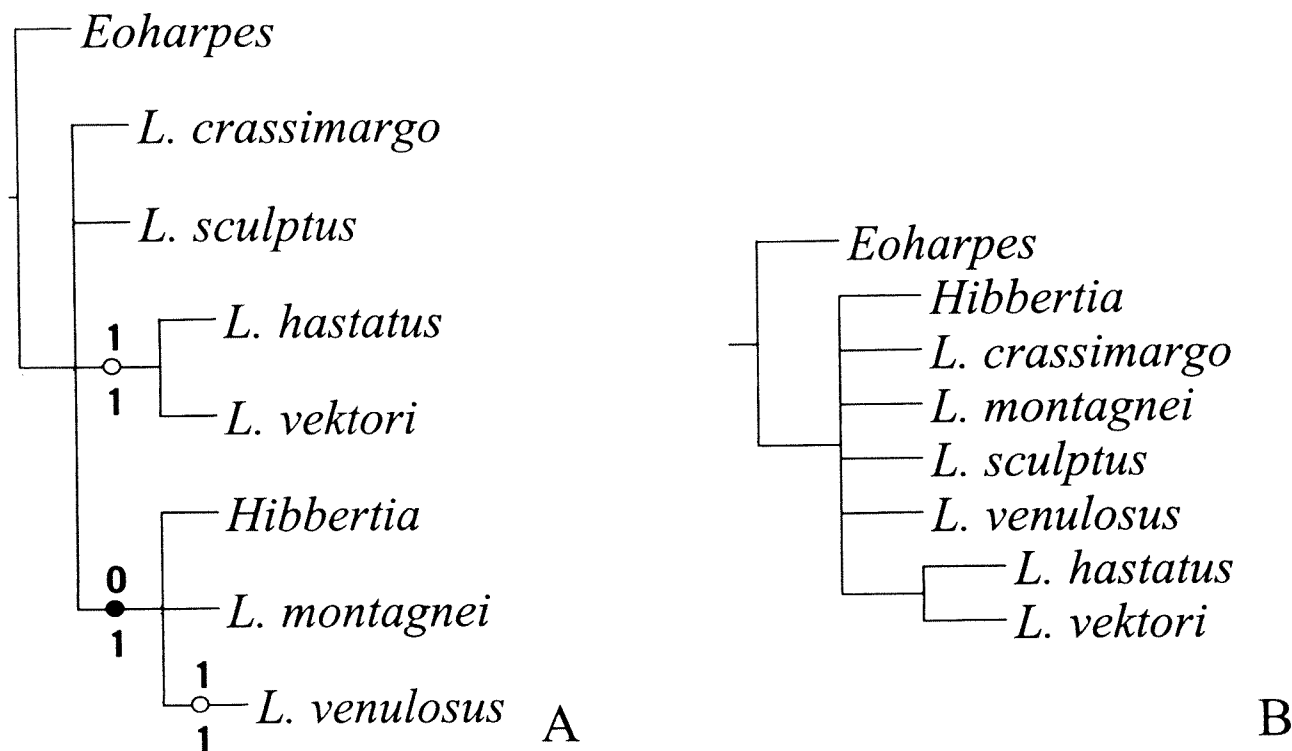 Eoharpes
L. crassimargo
L. sculptus
1
L. hastatus
1
L. vektori
Hibbertia
0
L. montagnei
1
1
L. venulosus
1
A
Eoharpes
Hibbertia
L. crassimargo
L. montagnei
L. sculptus
L. venulosus
L. hastatus
L. vektori
B